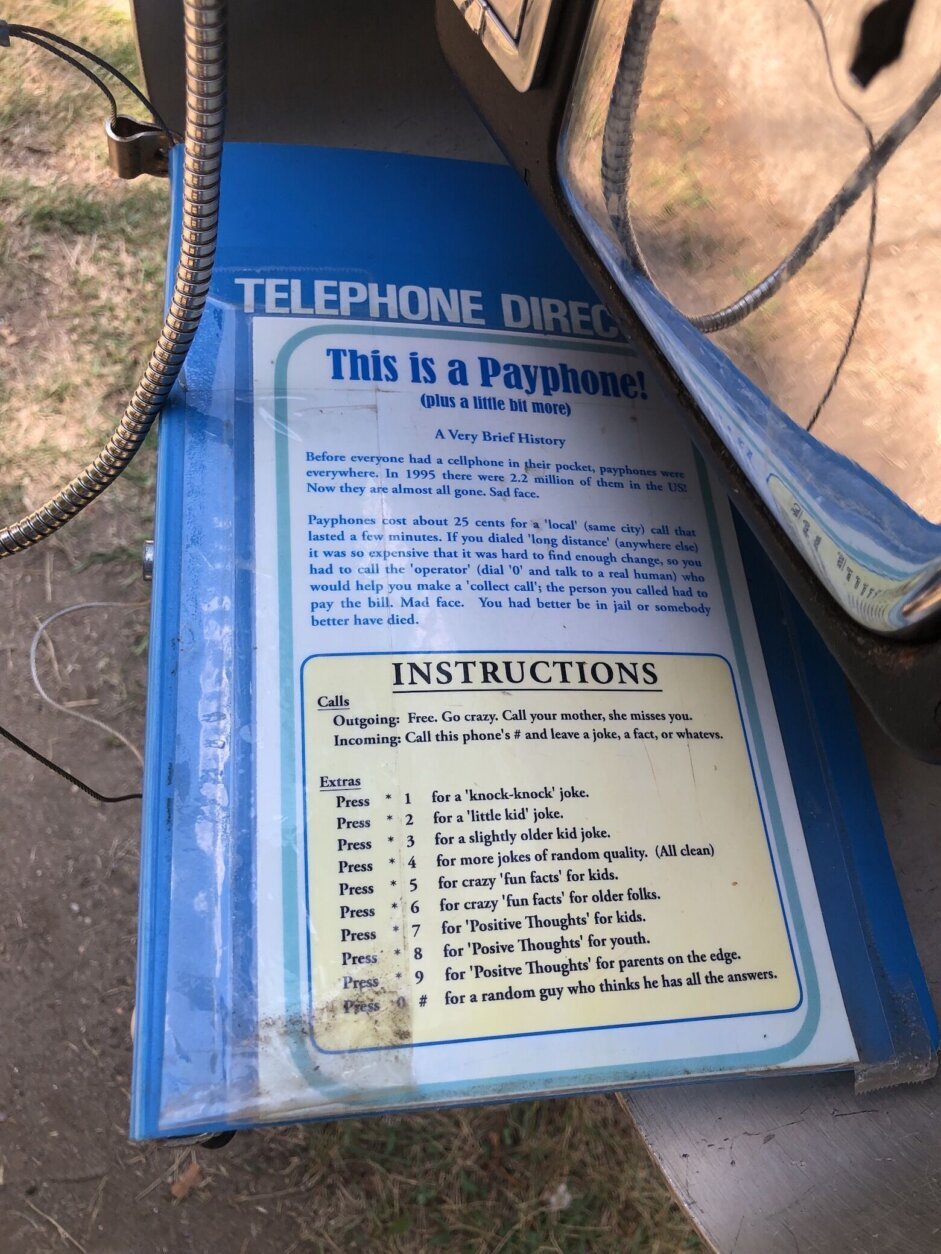 TELEPHONE DIREC
This is a Payphone!
(plus a little bit more)
A Very Brief History
Before everyone had a cellphone in their pocket, payphones were
everywhere. In 1995 there were 2.2 million of them in the US!
Now they are almost all gone. Sad face.
Payphones cost about 25 cents for a 'local' (same city) call that
lasted a few minutes. If you dialed 'long distance' (anywhere else)
it was so expensive that it was hard to find enough change, so you
had to call the 'operator' (dial '0' and talk to a real human) who
would help you make a 'collect call'; the person you called had to
pay the bill. Mad face. You had better be in jail or somebody
better have died.
INSTRUCTIONS
Calls
Outgoing: Free. Go crazy. Call your mother, she misses you.
Incoming: Call this phone's # and leave a joke, a fact, or whatevs.
Extras
Press * 1 for a 'knock-knock' joke.
Press * 2 for a 'little kid' joke.
Press * 3 for a slightly older kid joke.
Press * 4 for more jokes of random quality. (All clean)
Press * 5 for crazy 'fun facts' for kids.
Press * 6 for crazy 'fun facts' for older folks.
Press * 7 for 'Positive Thoughts' for kids.
Press * 8 for 'Posive Thoughts' for youth.
Press * 9 for 'Positve Thoughts' for parents on the edge.
Press 0 # for a random guy who thinks he has all the answers.